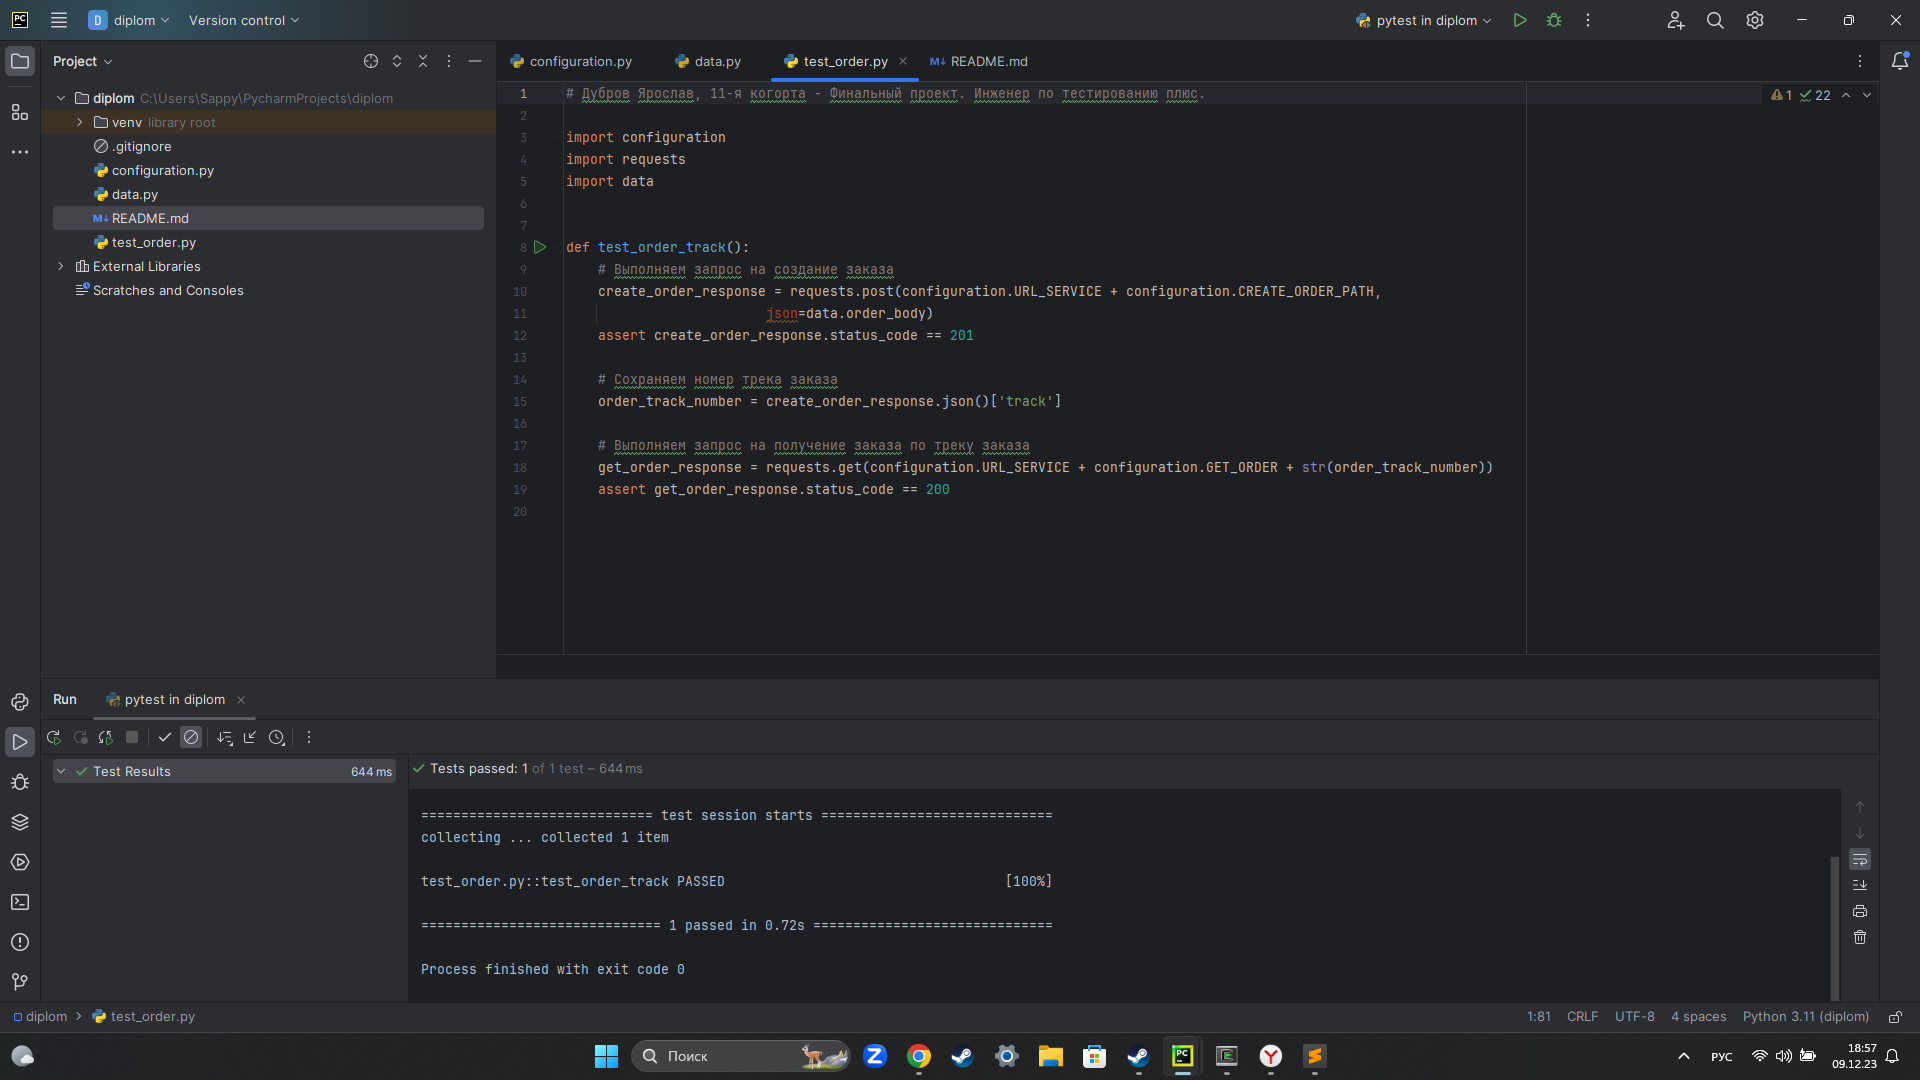 PC
D diplom
Version control
pytest in diplom
Project
configuration.py
data.py
test_order.py
README.md
diplom C:\Users\Sappy\PycharmProjects\diplom
venv library root
.gitignore
configuration.py
data.py
README.md
test_order.py
External Libraries
Scratches and Consoles
1 # Дубров Ярослав, 11-я когорта - Финальный проект. Инженер по тестированию плюс.
1 22
2
3 import configuration
4 import requests
5 import data
6
7
8 def test_order_track():
9 # Выполняем запрос на создание заказа
10 create_order_response = requests.post(configuration.URL_SERVICE + configuration.CREATE_ORDER_PATH,
11 json=data.order_body)
12 assert create_order_response.status_code == 201
13
14 # Сохраняем номер трека заказа
15 order_track_number = create_order_response.json()['track']
16
17 # Выполняем запрос на получение заказа по треку заказа
18 get_order_response = requests.get(configuration.URL_SERVICE + configuration.GET_ORDER + str(order_track_number))
19 assert get_order_response.status_code == 200
20
Run pytest in diplom
Test Results 644 ms
Tests passed: 1 of 1 test – 644 ms
============================= test session starts =============================
collecting ... collected 1 item
test_order.py::test_order_track PASSED [100%]
============================== 1 passed in 0.72s ==============================
Process finished with exit code 0
diplom test_order.py
1:81 CRLF UTF-8 4 spaces Python 3.11 (diplom)
Поиск
РУС
18:57
09.12.23